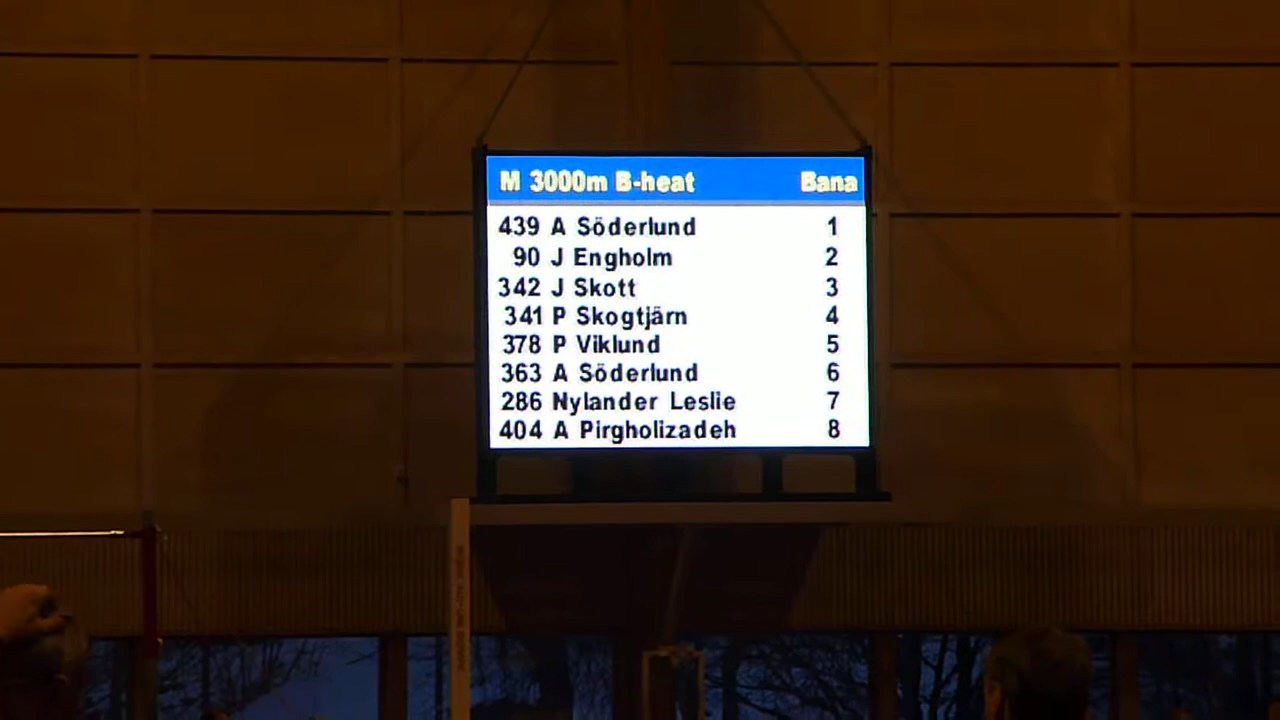 M 3000m B-heat Bana
439 A Söderlund 1
90 J Engholm 2
342 J Skott 3
341 P Skogtjärn 4
378 P Viklund 5
363 A Söderlund 6
286 Nylander Leslie 7
404 A Pirgholizadeh 8